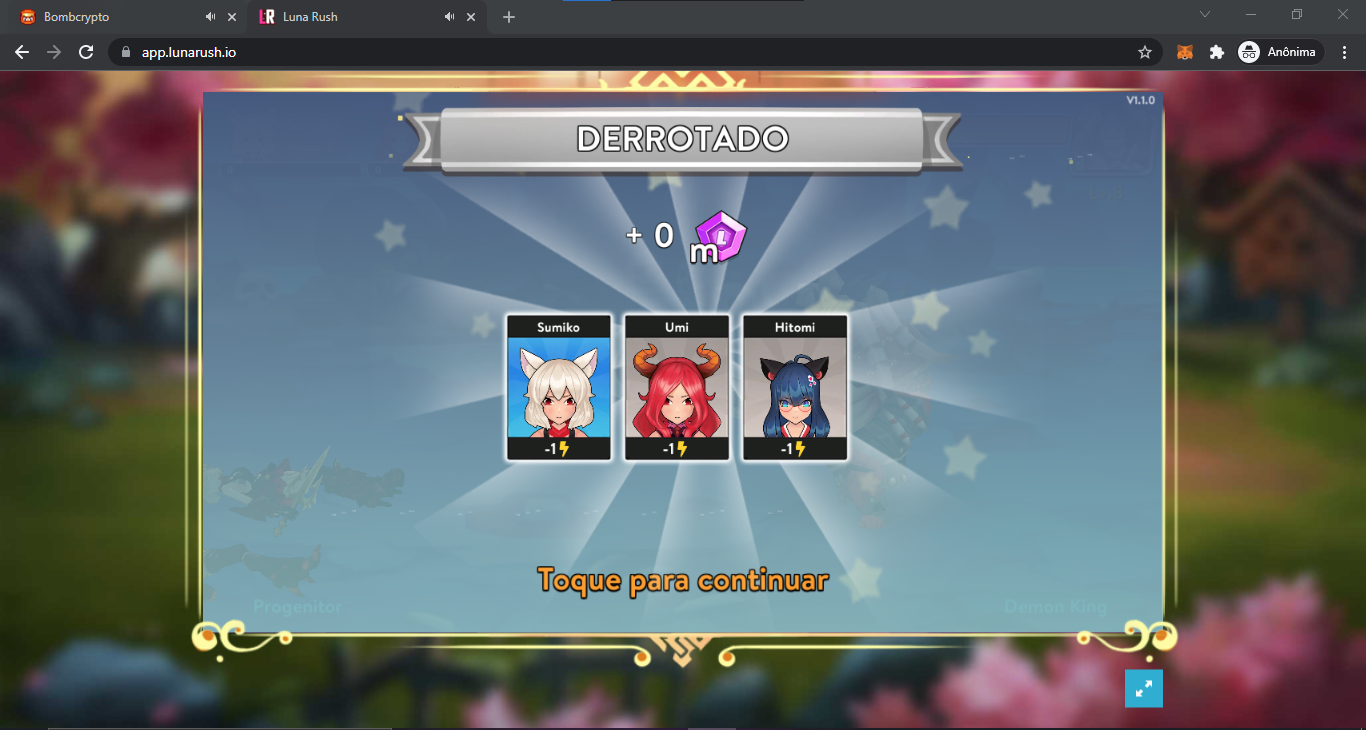 Bombcrypto
Luna Rush
app.lunarush.io
Anônima
V1.1.0
DERROTADO
+ 0 m L
Sumiko
Umi
Hitomi
-1
-1
-1
Toque para continuar
Progenitor
Demon King